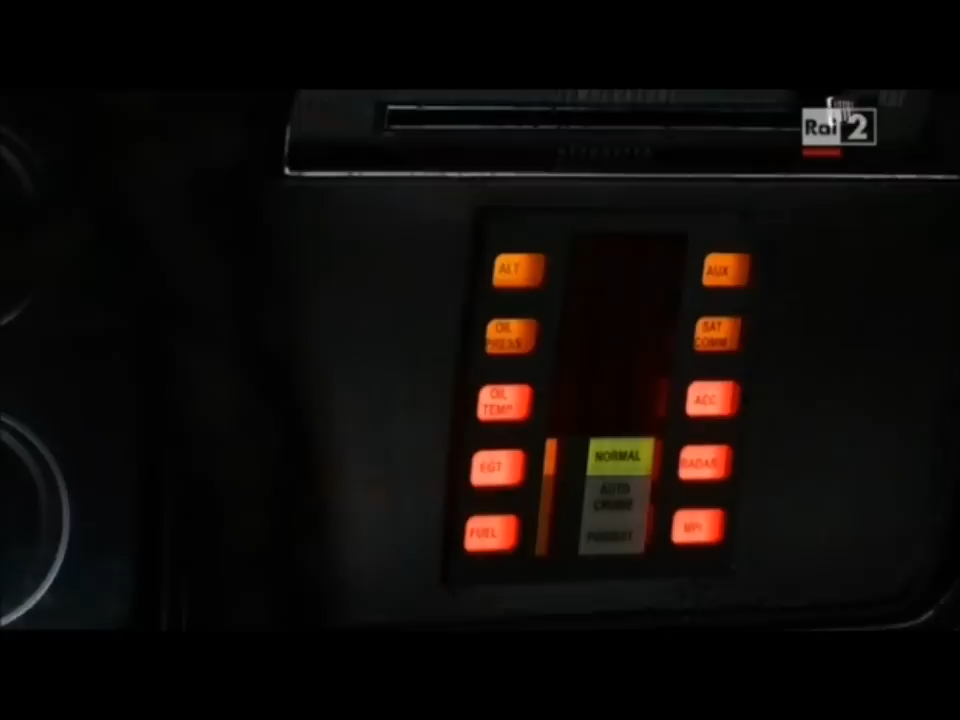 Rai 2
ALT
AUX
OIL
PRESS
SAT
COMM
OIL
TEMP
ACC
EGT
NORMAL
RADAR
AUTO
CRUISE
FUEL
PURSUIT
MPI